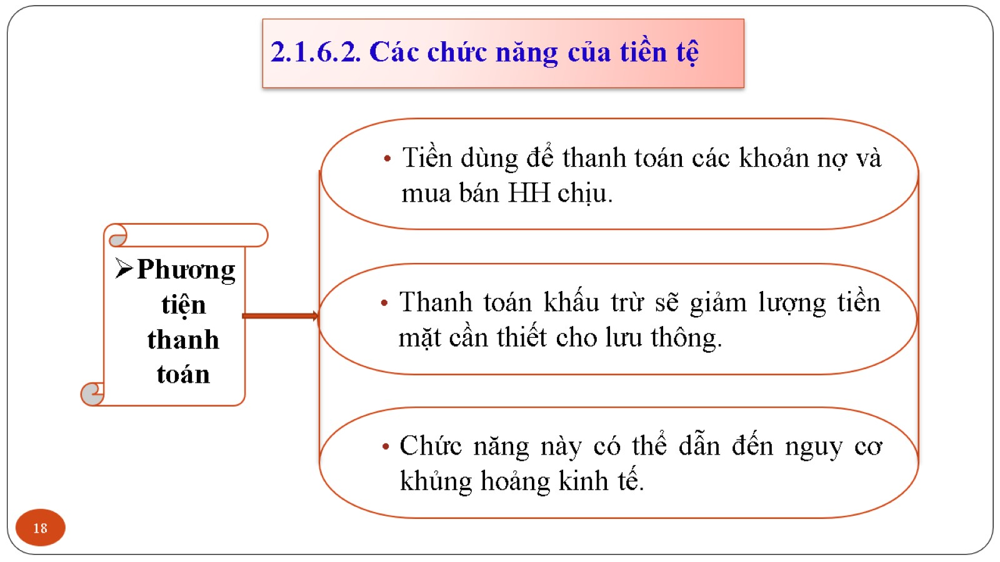 2.1.6.2. Các chức năng của tiền tệ
• Tiền dùng để thanh toán các khoản nợ và
mua bán HH chịu.
➢Phương
tiện
thanh
toán
• Thanh toán khấu trừ sẽ giảm lượng tiền
mặt cần thiết cho lưu thông.
• Chức năng này có thể dẫn đến nguy cơ
khủng hoảng kinh tế.
18